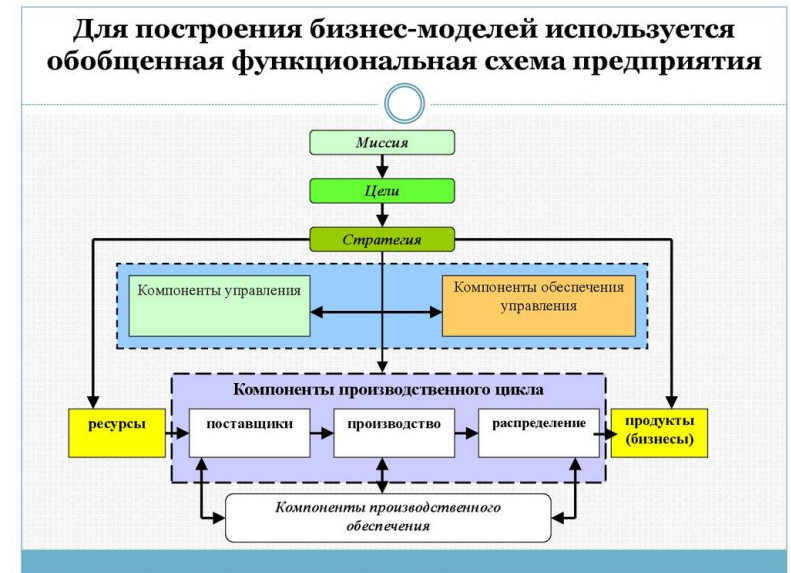 Для построения бизнес-моделей используется
обобщенная функциональная схема предприятия
Миссия
Цели
Стратегия
Компоненты управления
Компоненты обеспечения
управления
Компоненты производственного цикла
ресурсы
поставщики
производство
распределение
продукты
(бизнесы)
Компоненты производственного
обеспечения